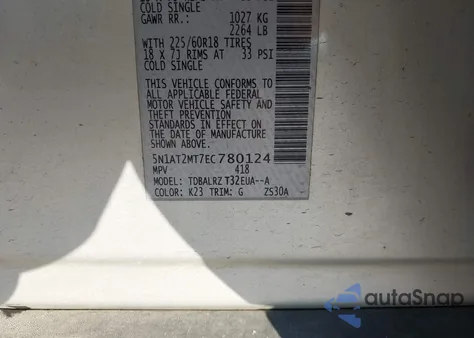 COLD SINGLE
GAWR RR.: 1027 KG
2264 LB
WITH 225/60R18 TIRES
18 X 7J RIMS AT 33 PSI
COLD SINGLE
THIS VEHICLE CONFORMS TO
ALL APPLICABLE FEDERAL
MOTOR VEHICLE SAFETY AND
THEFT PREVENTION
STANDARDS IN EFFECT ON
THE DATE OF MANUFACTURE
SHOWN ABOVE.
5N1AT2MT7EC780124
MPV 418
MODEL: TDBALRZ T32EUA--A
COLOR: K23 TRIM: G ZS30A
autoSnap